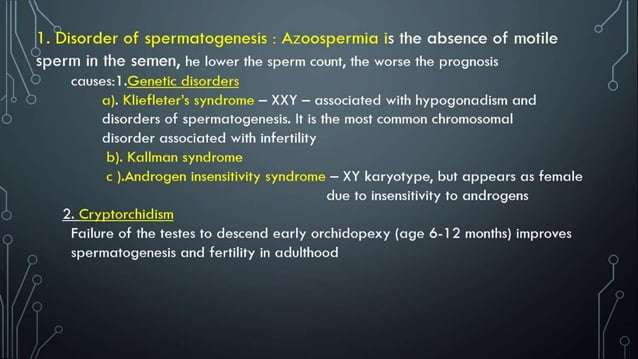 1. Disorder of spermatogenesis : Azoospermia is the absence of motile
sperm in the semen, he lower the sperm count, the worse the prognosis
causes:1.Genetic disorders
a). Kliefleter's syndrome – XXY – associated with hypogonadism and
disorders of spermatogenesis. It is the most common chromosomal
disorder associated with infertility
b). Kallman syndrome
c ).Androgen insensitivity syndrome – XY karyotype, but appears as female
due to insensitivity to androgens
2. Cryptorchidism
Failure of the testes to descend early orchidopexy (age 6-12 months) improves
spermatogenesis and fertility in adulthood